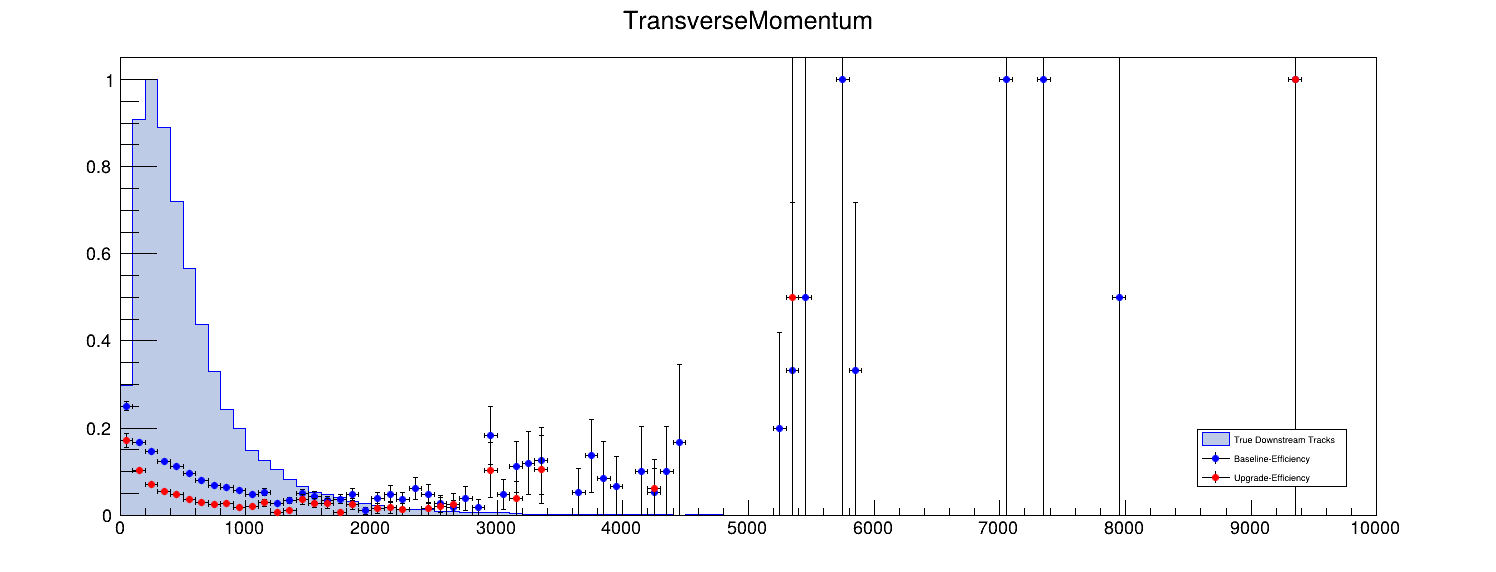 TransverseMomentum
1
0.8
0.6
0.4
0.2
0
0 1000 2000 3000 4000 5000 6000 7000 8000 9000 10000
True Downstream Tracks
Baseline-Efficiency
Upgrade-Efficiency